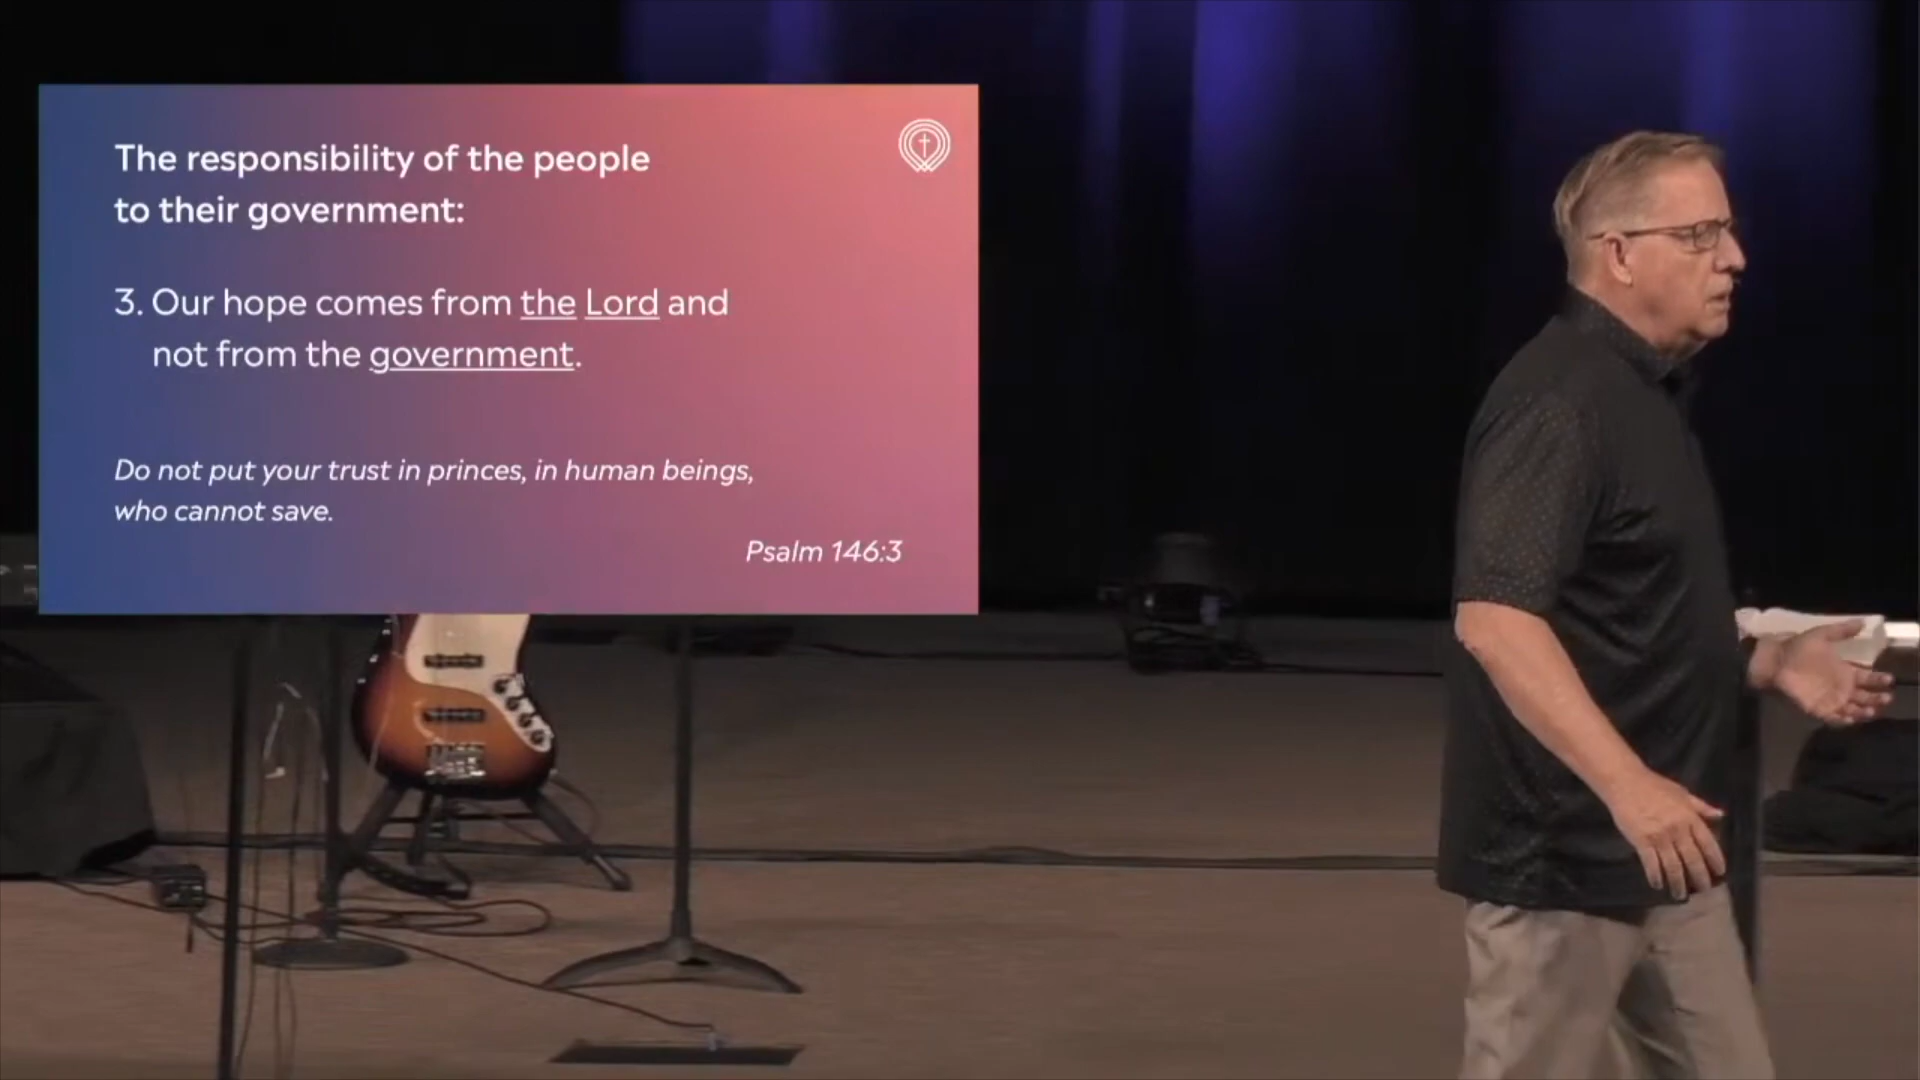 The responsibility of the people
to their government:
3. Our hope comes from the Lord and
not from the government.
Do not put your trust in princes, in human beings,
who cannot save.
Psalm 146:3